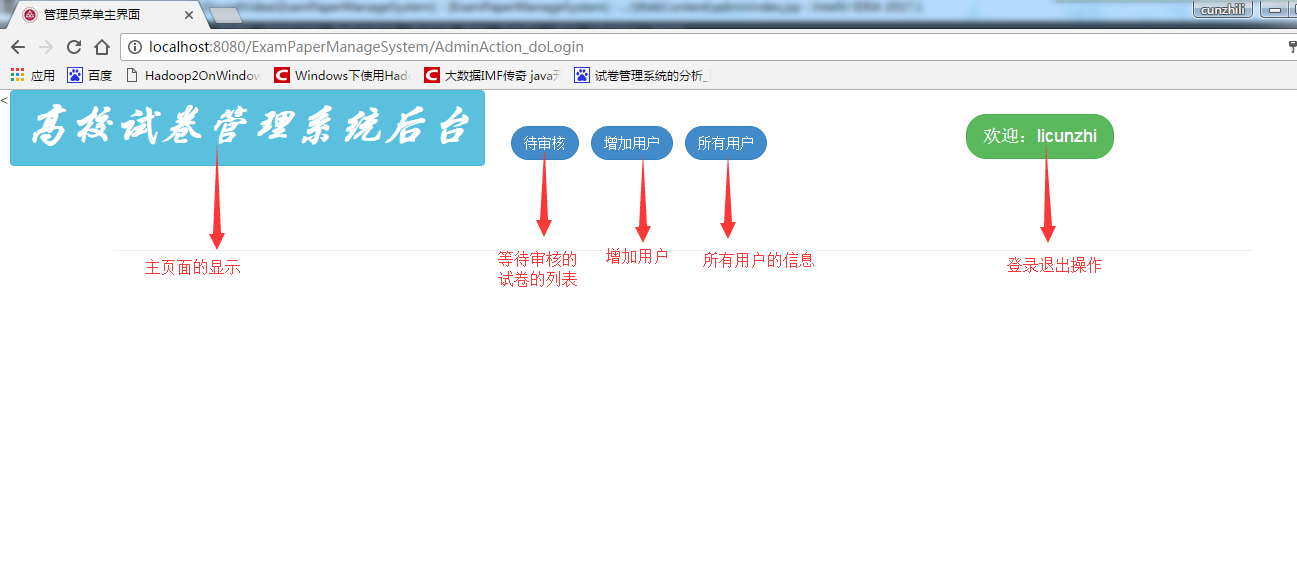 管理员菜单主界面
cunzhili
localhost:8080/ExamPaperManageSystem/AdminAction_doLogin
应用 百度 Hadoop2OnWindow Windows下使用Had 大数据IMF传奇 java开 试卷管理系统的分析_
<
高校试卷管理系统后台
待审核 增加用户 所有用户
欢迎：licunzhi
主页面的显示
等待审核的
试卷的列表
增加用户
所有用户的信息
登录退出操作